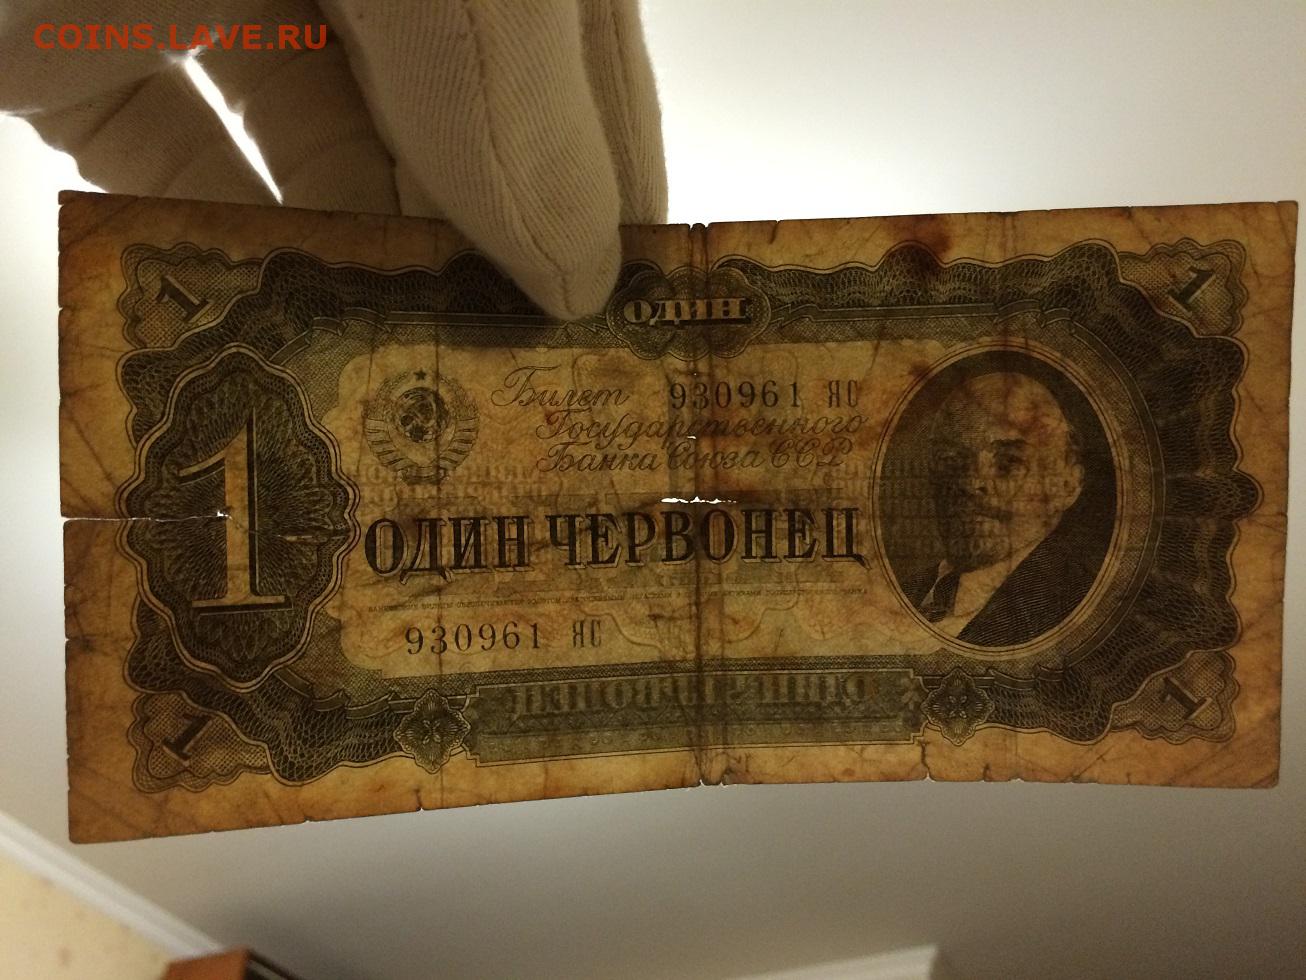 COINS.LAVE.RU
1 1
ОДИН
Билет 930961 ЯС
Государственного
Банка Союза ССР
1
ОДИН ЧЕРВОНЕЦ
930961 ЯС
1 1